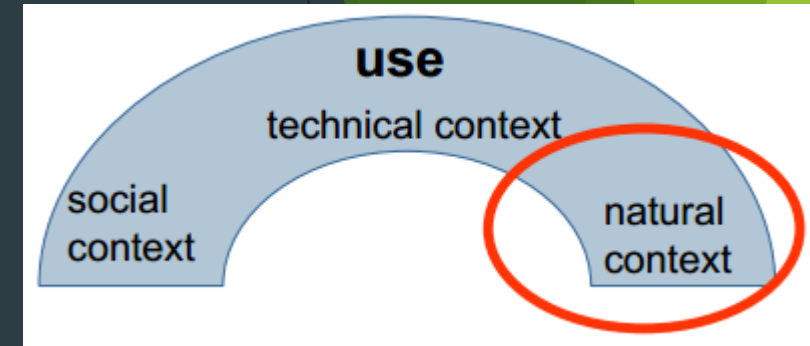 use
technical context
social
context
natural
context